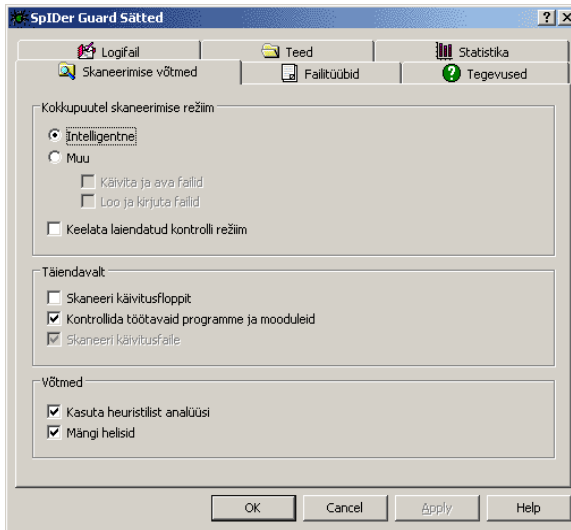 SpIDer Guard Sätted
Logifail
Teed
Statistika
Skaneerimise võtmed
Failitüübid
Tegevused
Kokkupuutel skaneerimise režiim
Intelligentne
Muu
Käivita ja ava failid
Loo ja kirjuta failid
Keelata laiendatud kontrolli režiim
Täiendavalt
Skaneeri käivitusfloppit
Kontrollida töötavaid programme ja mooduleid
Skaneeri käivitusfaile
Võtmed
Kasuta heuristilist analüüsi
Mängi helisid
OK
Cancel
Apply
Help